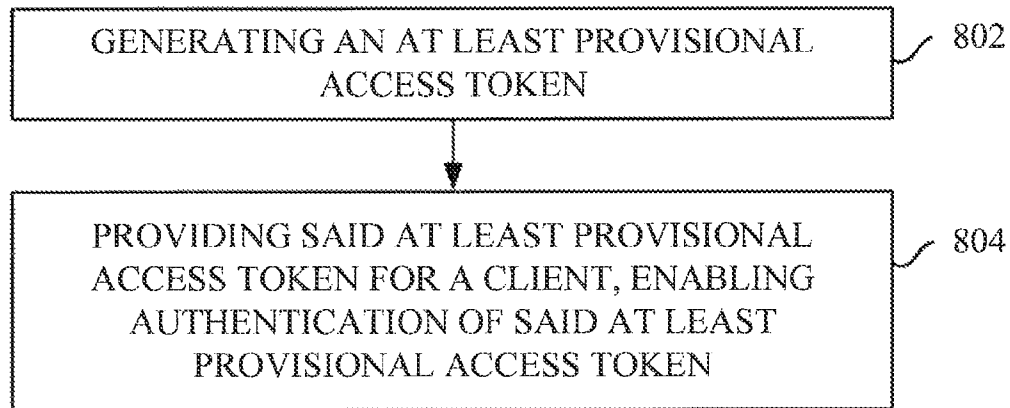 GENERATING AN AT LEAST PROVISIONAL
ACCESS TOKEN
802
PROVIDING SAID AT LEAST PROVISIONAL
ACCESS TOKEN FOR A CLIENT, ENABLING
AUTHENTICATION OF SAID AT LEAST
PROVISIONAL ACCESS TOKEN
804